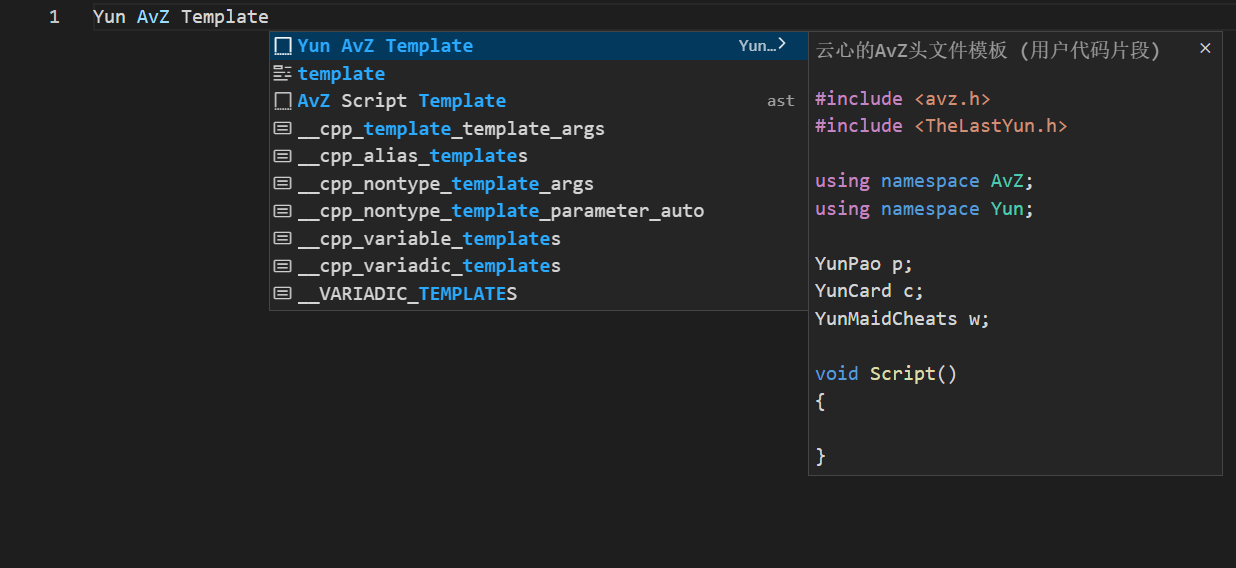 1 Yun AvZ Template
Yun AvZ Template Yun…
template
AvZ Script Template ast
__cpp_template_template_args
__cpp_alias_templates
__cpp_nontype_template_args
__cpp_nontype_template_parameter_auto
__cpp_variable_templates
__cpp_variadic_templates
__VARIADIC_TEMPLATES
云心的AvZ头文件模板 (用户代码片段)
#include <avz.h>
#include <TheLastYun.h>
using namespace AvZ;
using namespace Yun;
YunPao p;
YunCard c;
YunMaidCheats w;
void Script()
{
}